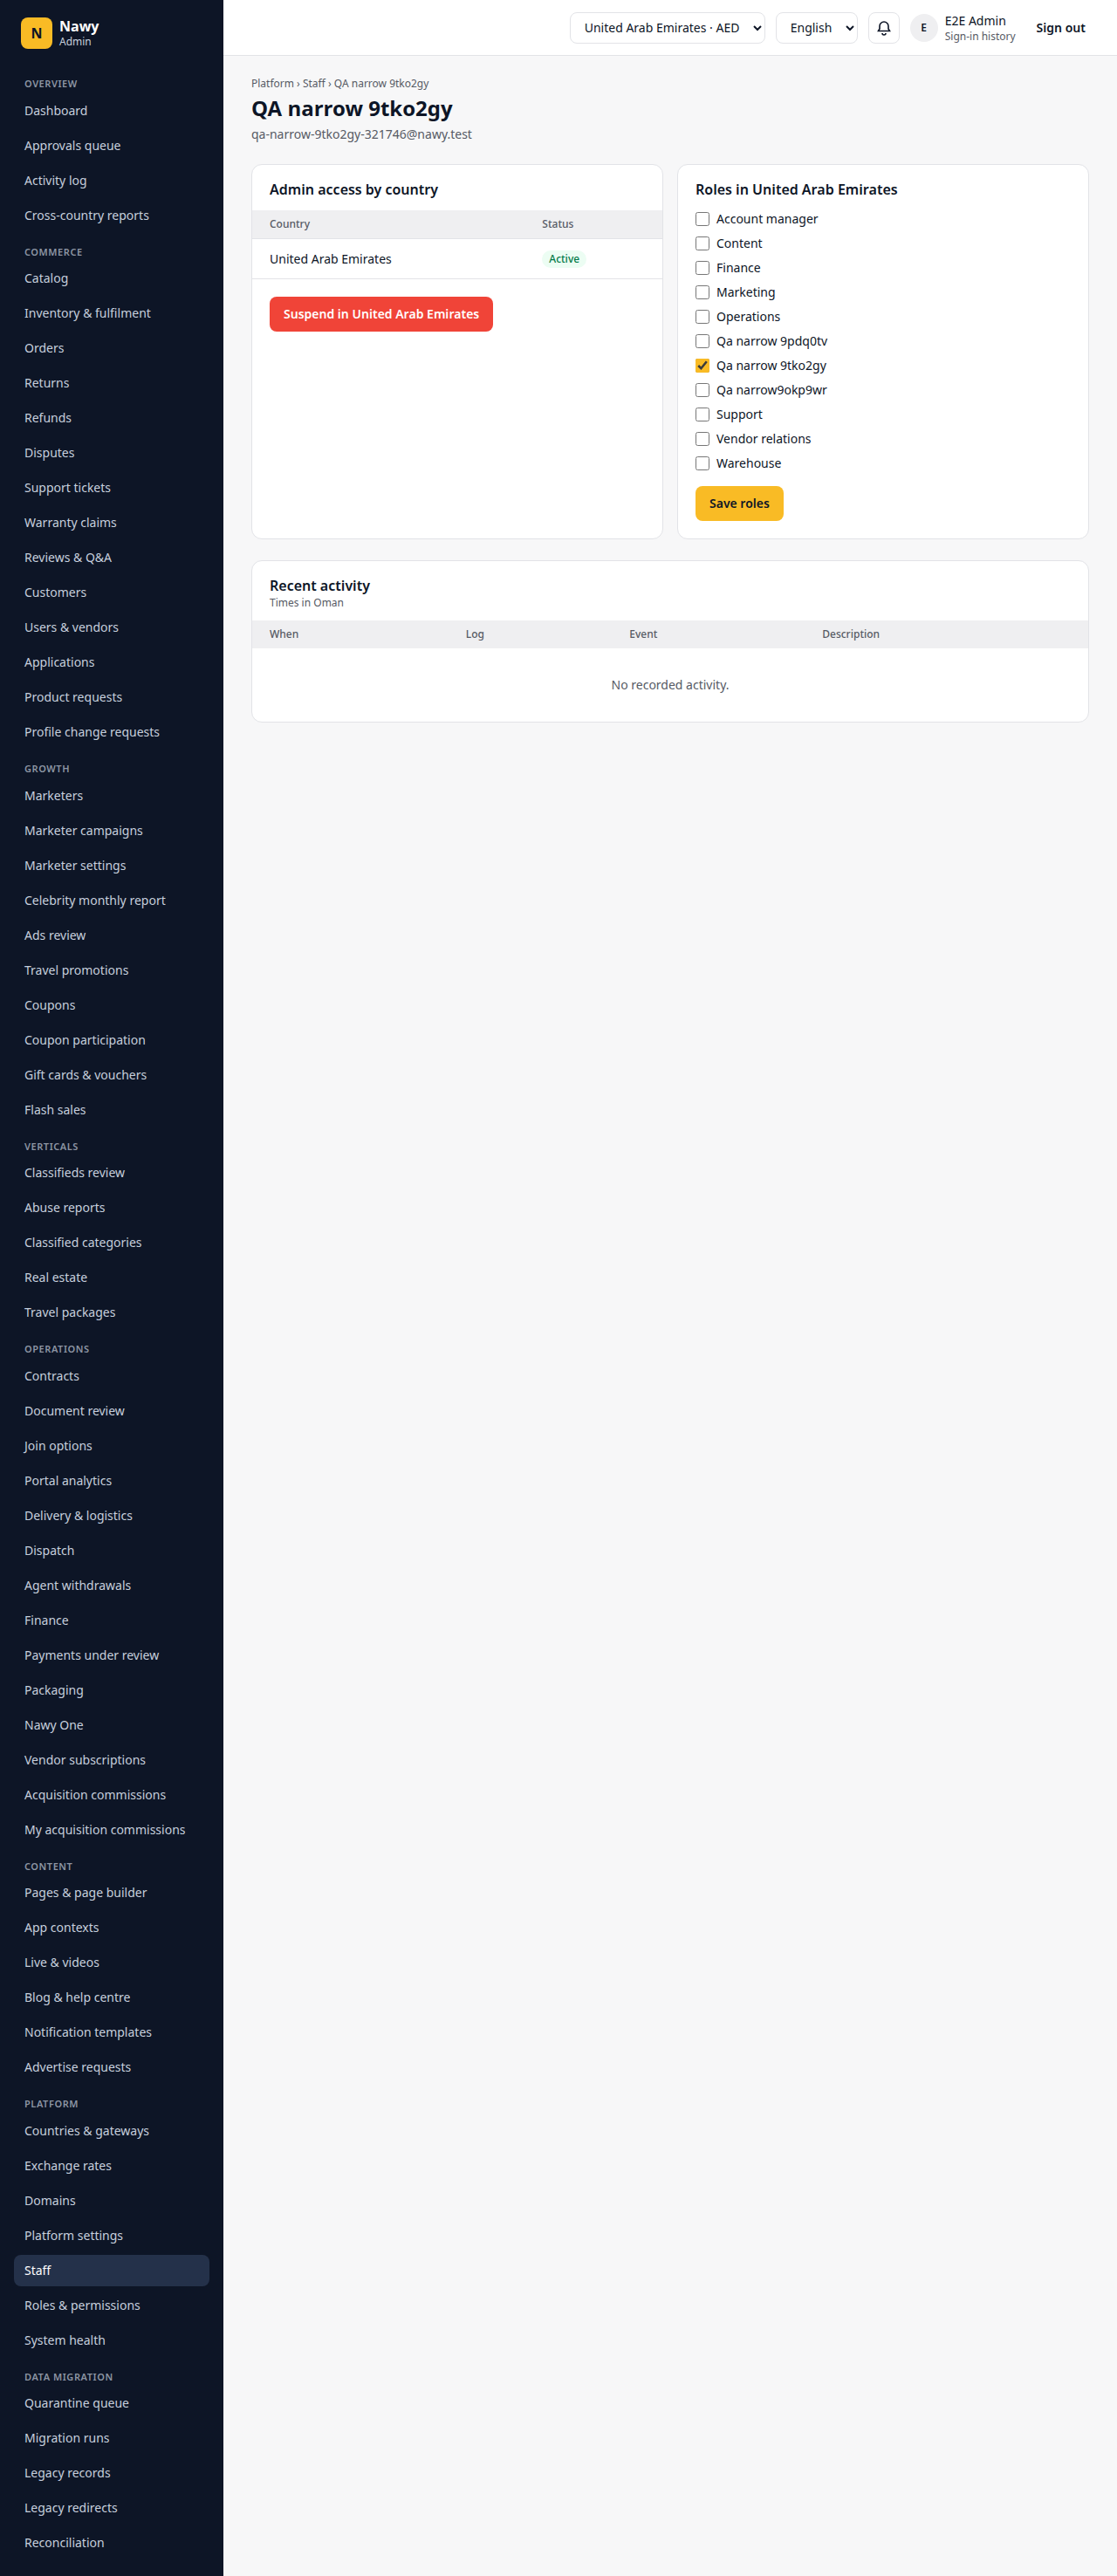 N
Nawy
Admin
OVERVIEW
Dashboard
Approvals queue
Activity log
Cross-country reports
COMMERCE
Catalog
Inventory & fulfilment
Orders
Returns
Refunds
Disputes
Support tickets
Warranty claims
Reviews & Q&A
Customers
Users & vendors
Applications
Product requests
Profile change requests
GROWTH
Marketers
Marketer campaigns
Marketer settings
Celebrity monthly report
Ads review
Travel promotions
Coupons
Coupon participation
Gift cards & vouchers
Flash sales
VERTICALS
Classifieds review
Abuse reports
Classified categories
Real estate
Travel packages
OPERATIONS
Contracts
Document review
Join options
Portal analytics
Delivery & logistics
Dispatch
Agent withdrawals
Finance
Payments under review
Packaging
Nawy One
Vendor subscriptions
Acquisition commissions
My acquisition commissions
CONTENT
Pages & page builder
App contexts
Live & videos
Blog & help centre
Notification templates
Advertise requests
PLATFORM
Countries & gateways
Exchange rates
Domains
Platform settings
Staff
Roles & permissions
System health
DATA MIGRATION
Quarantine queue
Migration runs
Legacy records
Legacy redirects
Reconciliation
United Arab Emirates · AED
English
E
E2E Admin
Sign-in history
Sign out
Platform › Staff › QA narrow 9tko2gy
QA narrow 9tko2gy
qa-narrow-9tko2gy-321746@nawy.test
Admin access by country
Country Status
United Arab Emirates Active
Suspend in United Arab Emirates
Roles in United Arab Emirates
Account manager
Content
Finance
Marketing
Operations
Qa narrow 9pdq0tv
Qa narrow 9tko2gy
Qa narrow9okp9wr
Support
Vendor relations
Warehouse
Save roles
Recent activity
Times in Oman
When Log Event Description
No recorded activity.